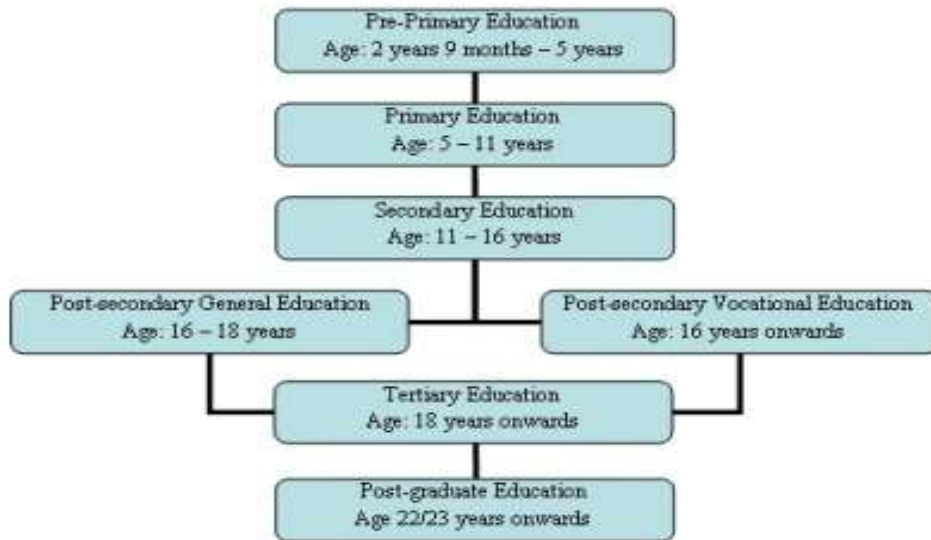 Pre-Primary Education
Age: 2 years 9 months – 5 years
Primary Education
Age: 5 – 11 years
Secondary Education
Age: 11 – 16 years
Post-secondary General Education
Age: 16 – 18 years
Post-secondary Vocational Education
Age: 16 years onwards
Tertiary Education
Age: 18 years onwards
Post-graduate Education
Age 22/23 years onwards